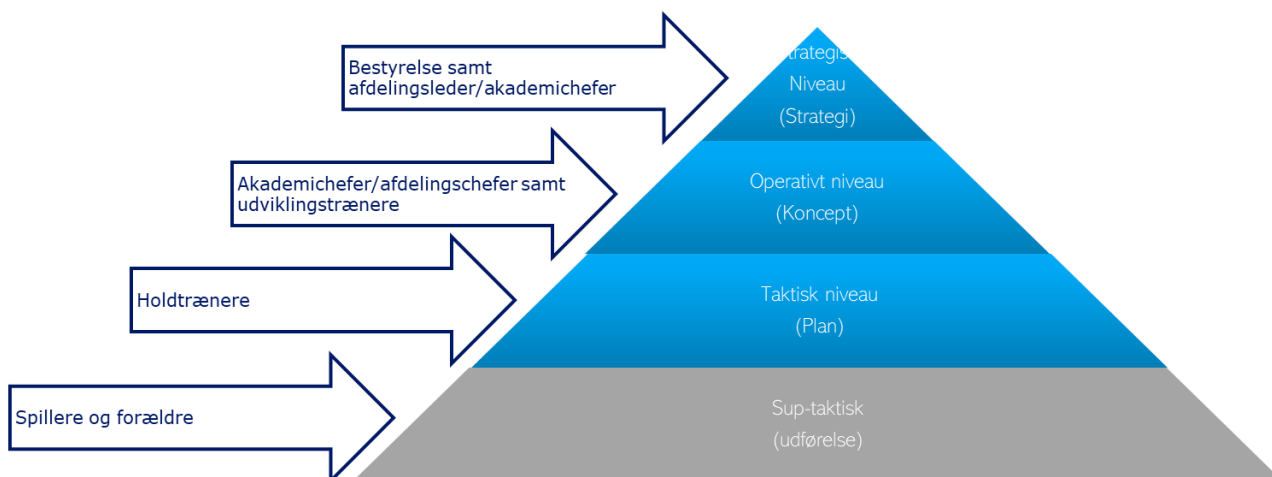 Bestyrelse samt
afdelingsleder/akademichefer
trategis
Niveau
(Strategi)
Akademichefer/afdelingschefer samt
udviklingstrænere
Operativt niveau
(Koncept)
Holdtrænere
Taktisk niveau
(Plan)
Spillere og forældre
Sup-taktisk
(udførelse)